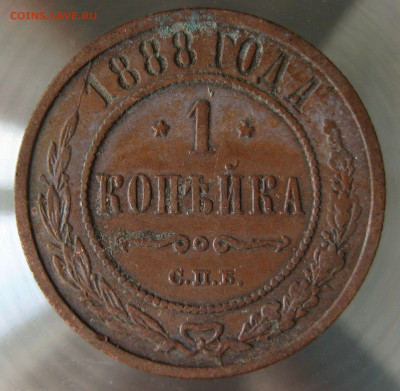 COINS.LAVE.RU
1888 ГОДА
1
КОПѢЙКА
С.П.Б.